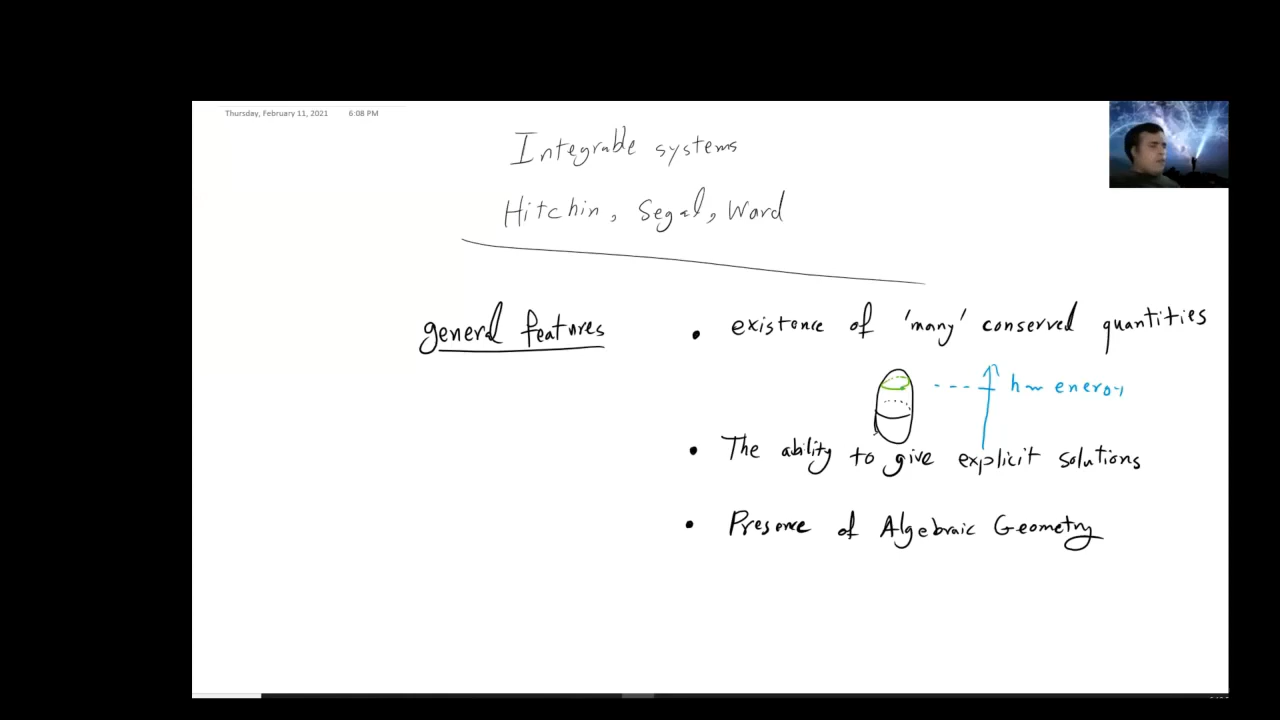 Thursday, February 11, 2021 6:08 PM
Integrable systems
Hitchin, Segal, Ward
general features
• existence of 'many' conserved quantities
h ~ energy
• The ability to give explicit solutions
• Presence of Algebraic Geometry